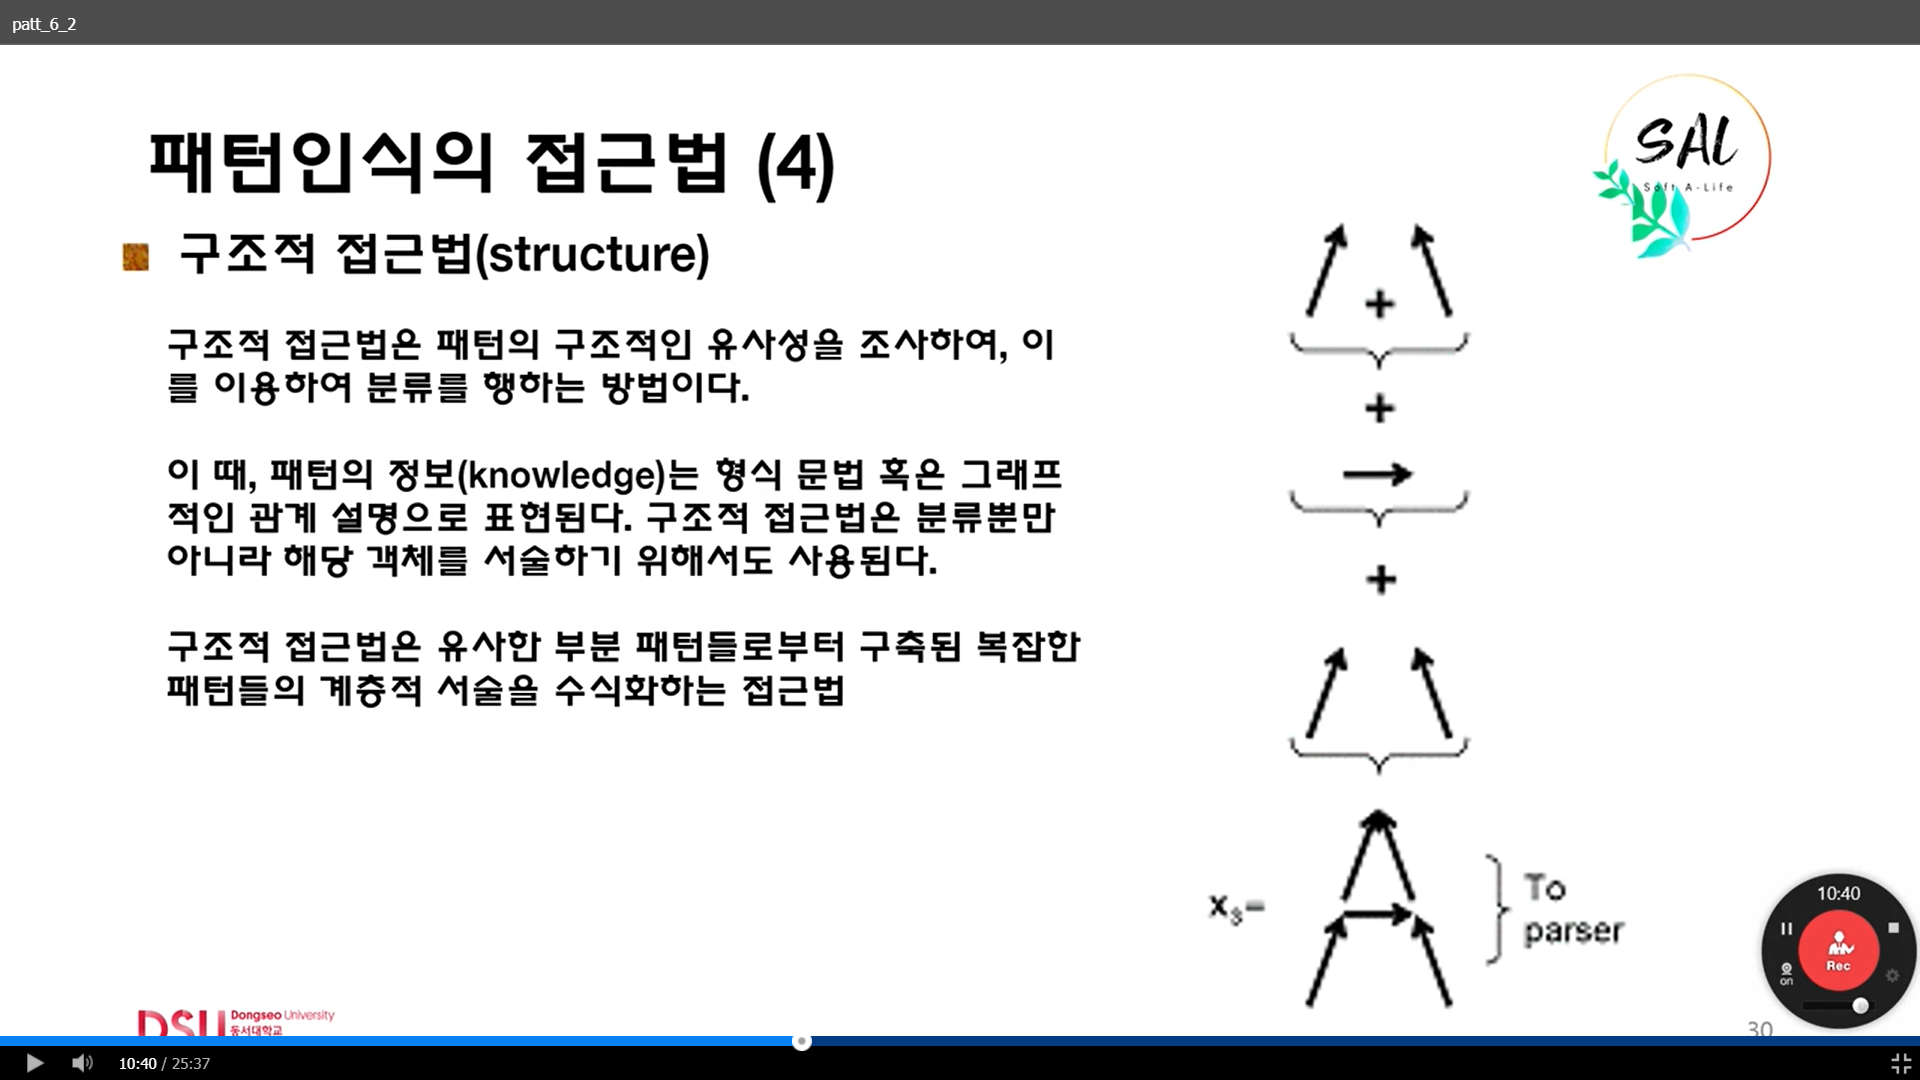 patt_6_2
패턴인식의 접근법 (4)
SAL
Soft A-Life
구조적 접근법(structure)
구조적 접근법은 패턴의 구조적인 유사성을 조사하여, 이
를 이용하여 분류를 행하는 방법이다.
이 때, 패턴의 정보(knowledge)는 형식 문법 혹은 그래프
적인 관계 설명으로 표현된다. 구조적 접근법은 분류뿐만
아니라 해당 객체를 서술하기 위해서도 사용된다.
구조적 접근법은 유사한 부분 패턴들로부터 구축된 복잡한
패턴들의 계층적 서술을 수식화하는 접근법
+
+
+
x₃=
To
parser
10:40
Rec
on
DSU Dongseo University
동서대학교
30
10:40 / 25:37